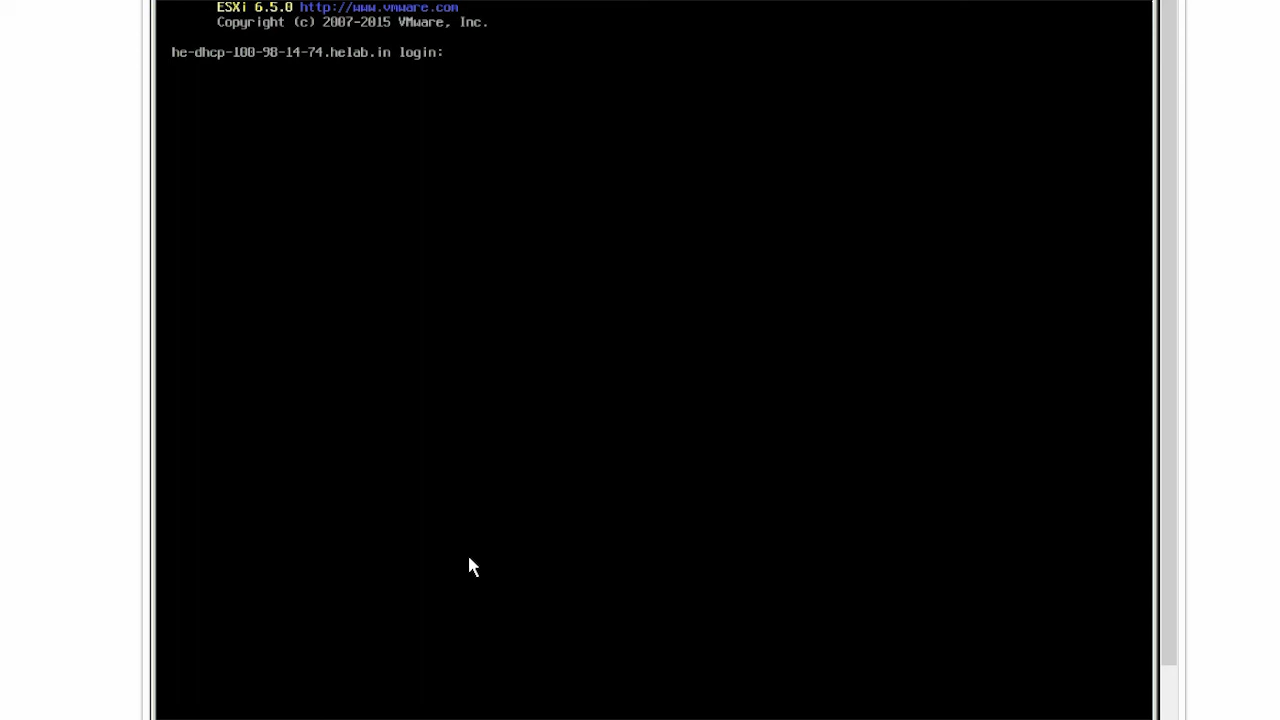 ESXi 6.5.0 http://www.vmware.com
Copyright (c) 2007-2015 VMware, Inc.
he-dhcp-100-98-14-74.helab.in login: